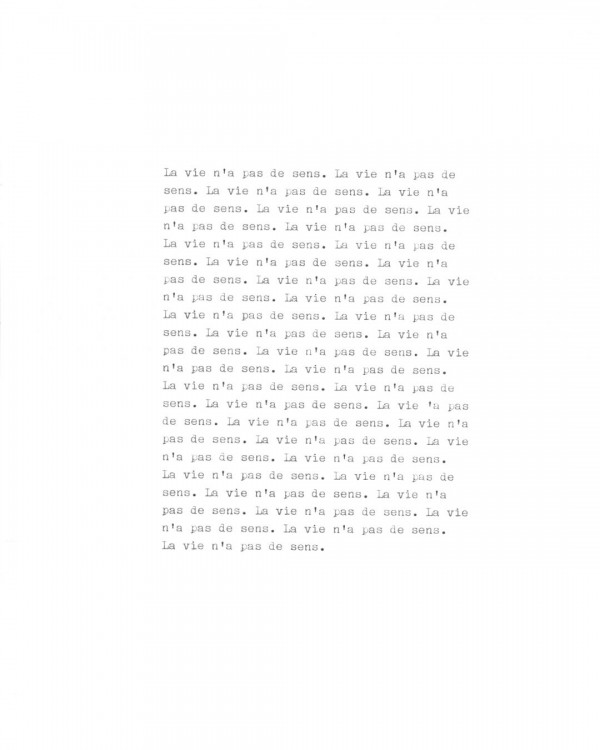 La vie n'a pas de sens. La vie n'a pas de
sens. La vie n'a pas de sens. La vie n'a
pas de sens. La vie n'a pas de sens. La vie
n'a pas de sens. La vie n'a pas de sens.
La vie n'a pas de sens. La vie n'a pas de
sens. La vie n'a pas de sens. La vie n'a
pas de sens. La vie n'a pas de sens. La vie
n'a pas de sens. La vie n'a pas de sens.
La vie n'a pas de sens. La vie n'a pas de
sens. La vie n'a pas de sens. La vie n'a
pas de sens. La vie n'a pas de sens. La vie
n'a pas de sens. La vie n'a pas de sens.
La vie n'a pas de sens. La vie n'a pas de
sens. La vie n'a pas de sens. La vie 'a pas
de sens. La vie n'a pas de sens. La vie n'a
pas de sens. La vie n'a pas de sens. La vie
n'a pas de sens. La vie n'a pas de sens.
La vie n'a pas de sens. La vie n'a pas de
sens. La vie n'a pas de sens. La vie n'a
pas de sens. La vie n'a pas de sens. La vie
n'a pas de sens. La vie n'a pas de sens.
La vie n'a pas de sens.